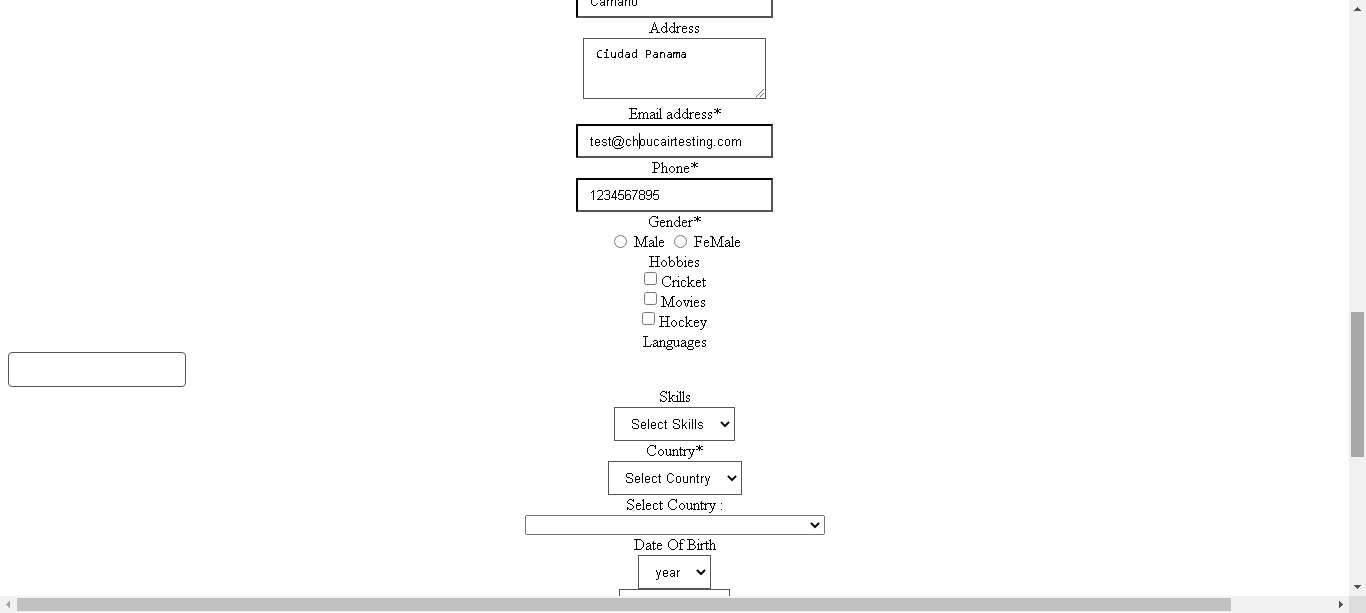 Camano
Address
Ciudad Panama
Email address*
test@choucairtesting.com
Phone*
1234567895
Gender*
Male FeMale
Hobbies
Cricket
Movies
Hockey
Languages
Skills
Select Skills
Country*
Select Country
Select Country :
Date Of Birth
year